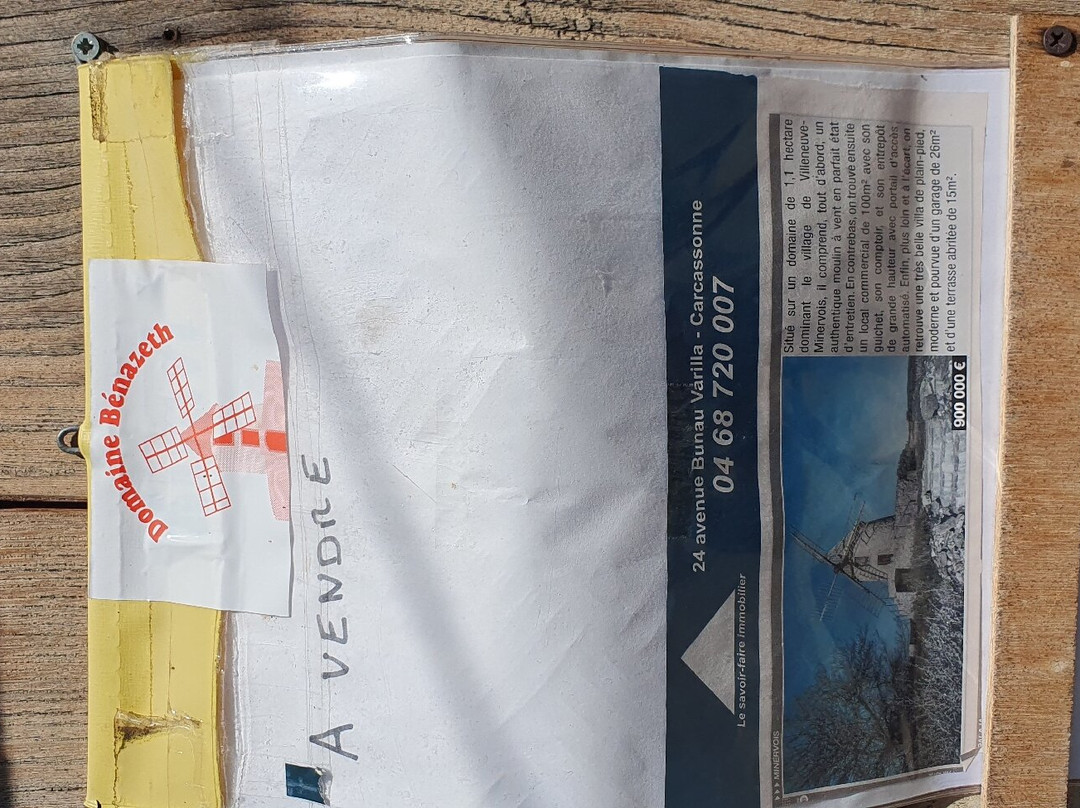 Domaine Bénazeth
A VENDRE
24 avenue Bunau Varilla - Carcassonne
04 68 720 007
Le savoir-faire Immobilier
▸▸▸ MINERVOIS
900 000 €
Situé sur un domaine de 1,1 hectare
dominant le village de Villeneuve-
Minervois, il comprend, tout d'abord, un
authentique moulin à vent en parfait état
d'entretien. En contrebas, on trouve ensuite
un local commercial de 100m² avec son
guichet, son comptoir, et son entrepôt
de grande hauteur avec portail d'accès
automatisé. Enfin, plus loin et à l'écart, on
retrouve une très belle villa de plain-pied,
moderne et pourvue d'un garage de 26m²
et d'une terrasse abritée de 15m².